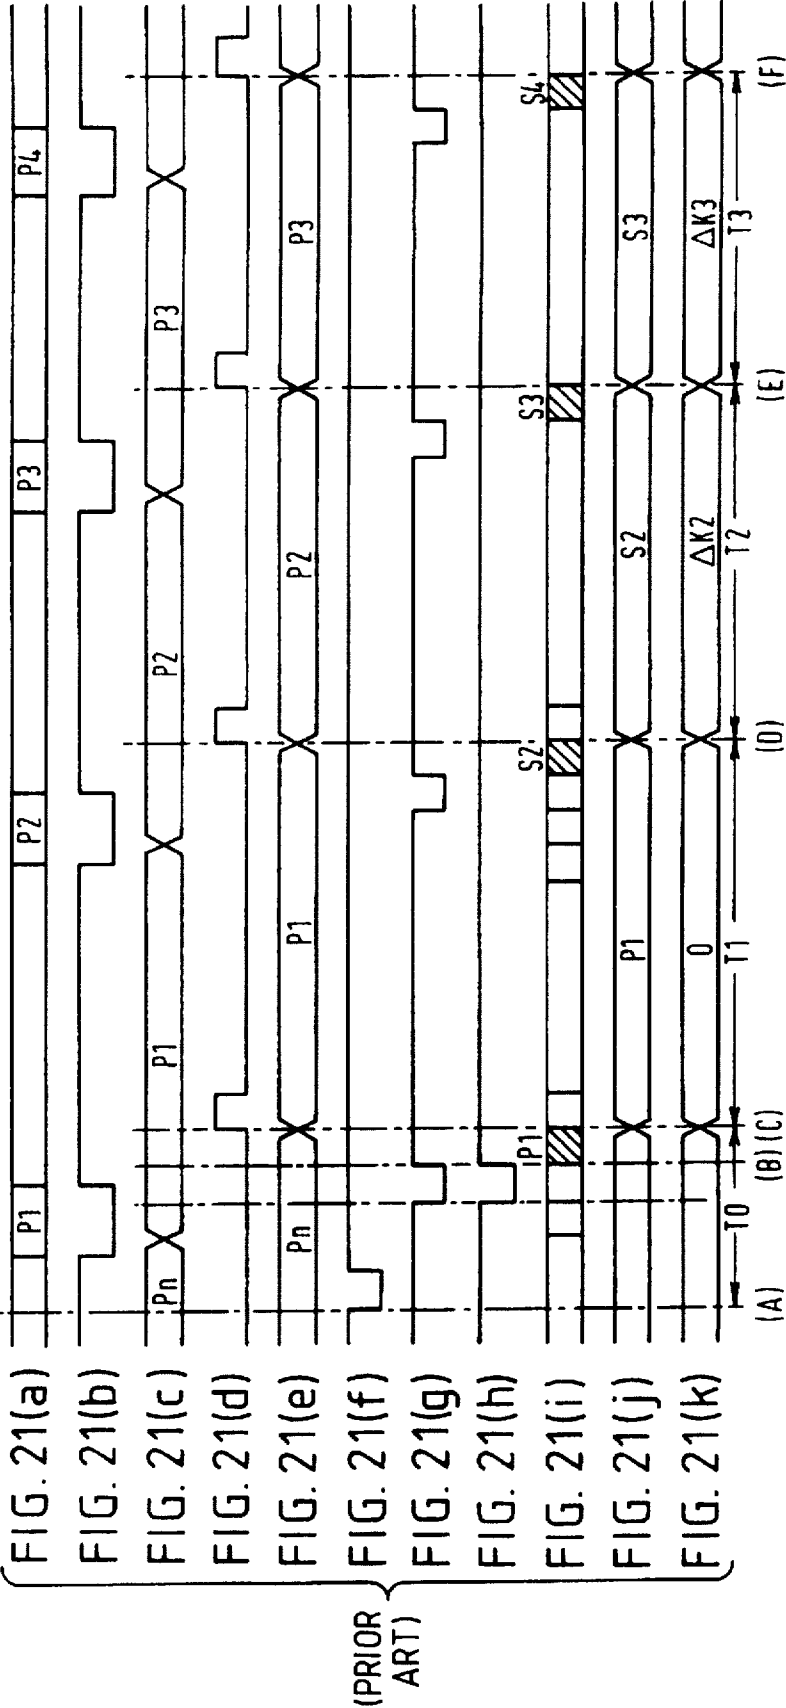 (PRIOR
ART)
FIG. 21(a) P1 P2 P3 P4
FIG. 21(b)
FIG. 21(c) Pn P1 P1 P2 P3
FIG. 21(d)
FIG. 21(e) Pn P1 P2 P3
FIG. 21(f)
FIG. 21(g)
FIG. 21(h)
FIG. 21(i) P1 S2 S3 S4
FIG. 21(j) P1 S2 S3
FIG. 21(k) 0 ΔK2 ΔK3
T0 T1 T2 T3
(A) (B) (C) (D) (E) (F)